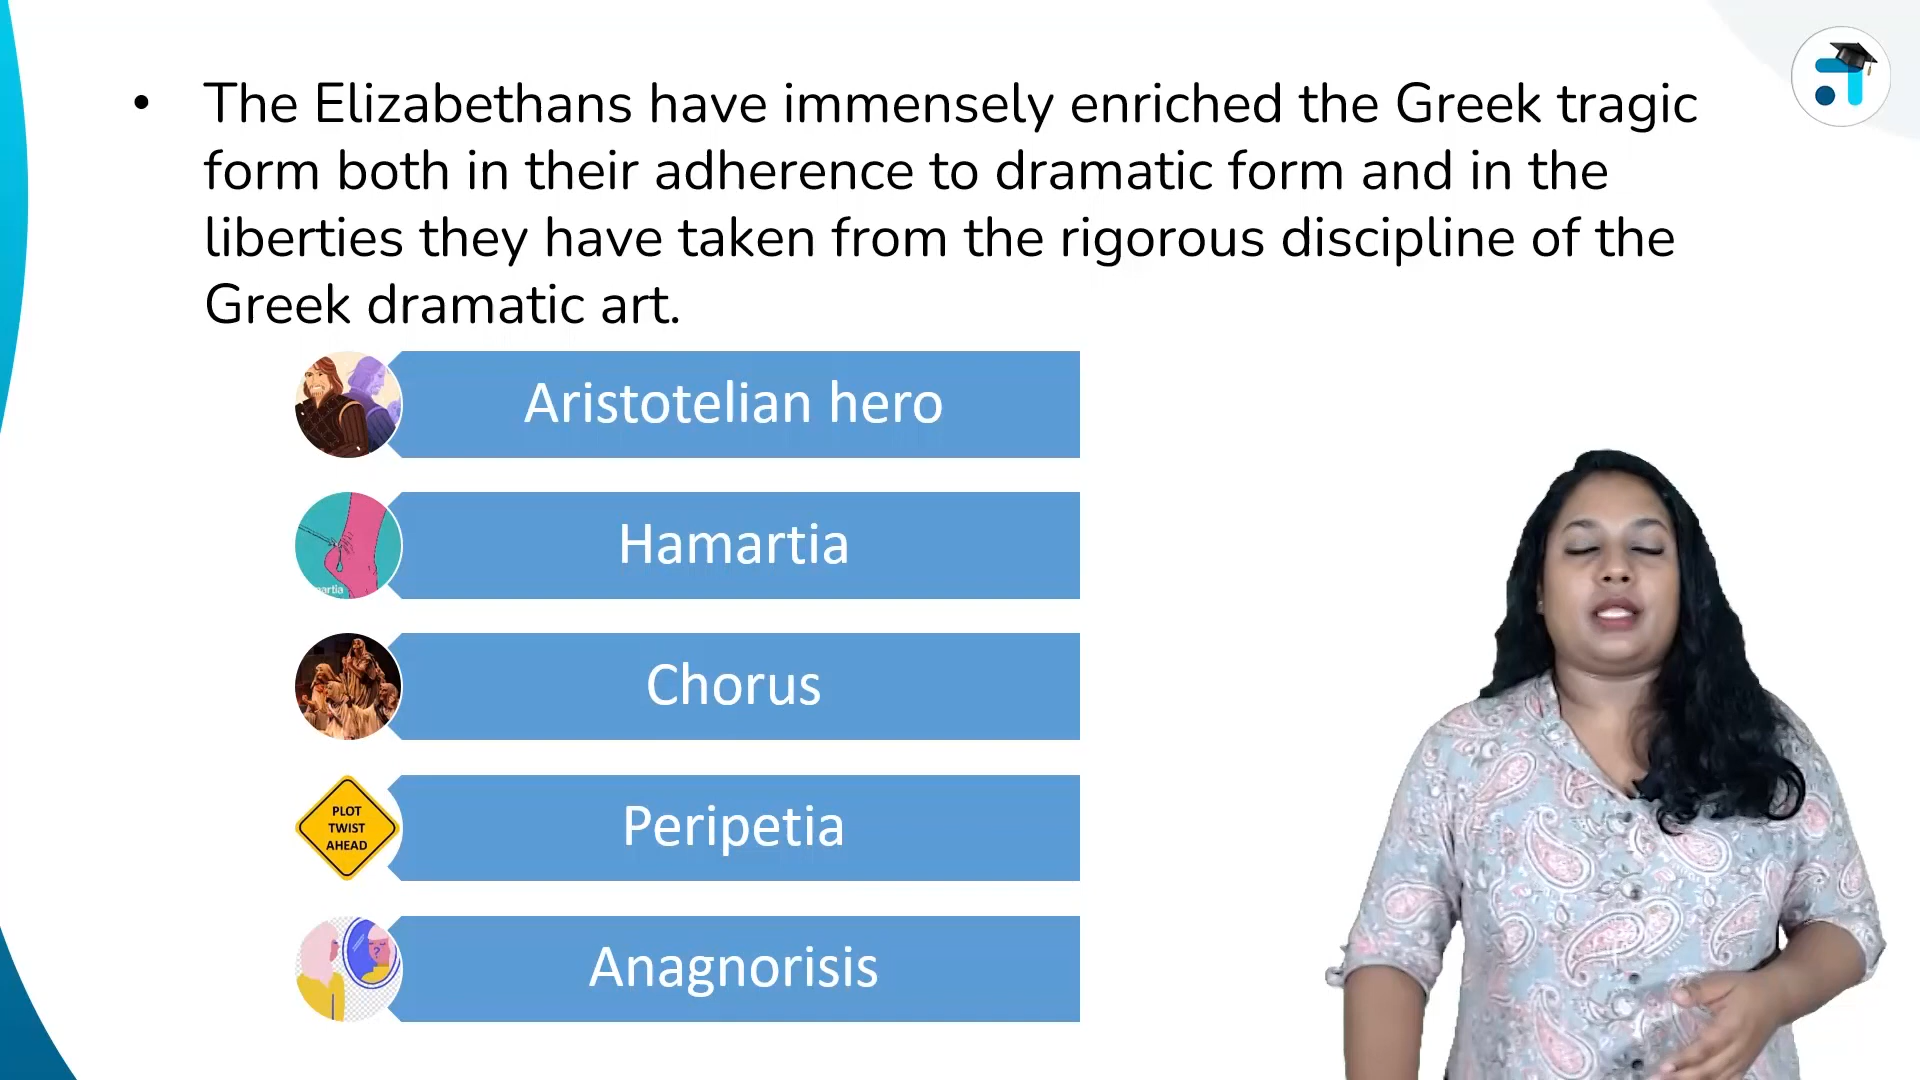 • The Elizabethans have immensely enriched the Greek tragic
form both in their adherence to dramatic form and in the
liberties they have taken from the rigorous discipline of the
Greek dramatic art.
Aristotelian hero
Hamartia
artia
Chorus
PLOT
TWIST
AHEAD
Peripetia
Anagnorisis